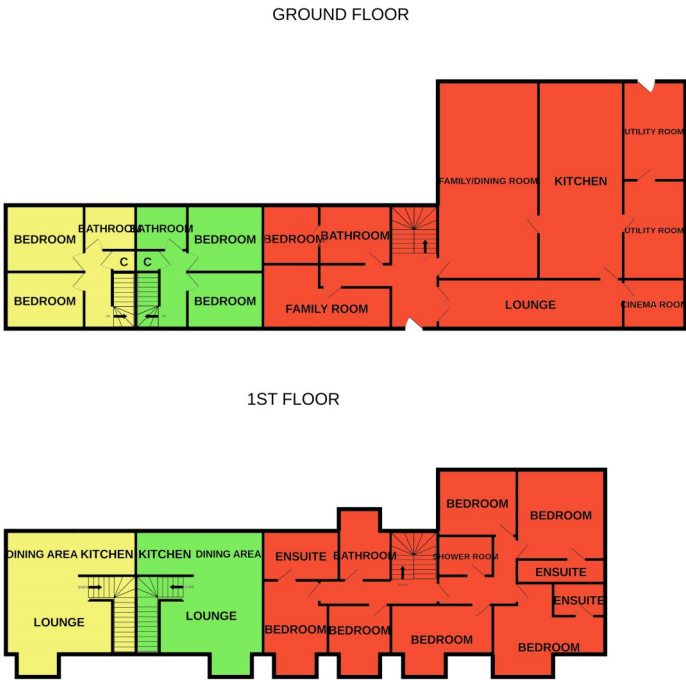 GROUND FLOOR
UTILITY ROOM
FAMILY/DINING ROOM
KITCHEN
BATHROOM
BATHROOM
BEDROOM
BEDROOM
BEDROOM
BATHROOM
UTILITY ROOM
C
C
BEDROOM
BEDROOM
FAMILY ROOM
LOUNGE
CINEMA ROOM
1ST FLOOR
BEDROOM
BEDROOM
DINING AREA
KITCHEN
KITCHEN
DINING AREA
ENSUITE
BATHROOM
SHOWER ROOM
ENSUITE
ENSUITE
LOUNGE
LOUNGE
BEDROOM
BEDROOM
BEDROOM
BEDROOM